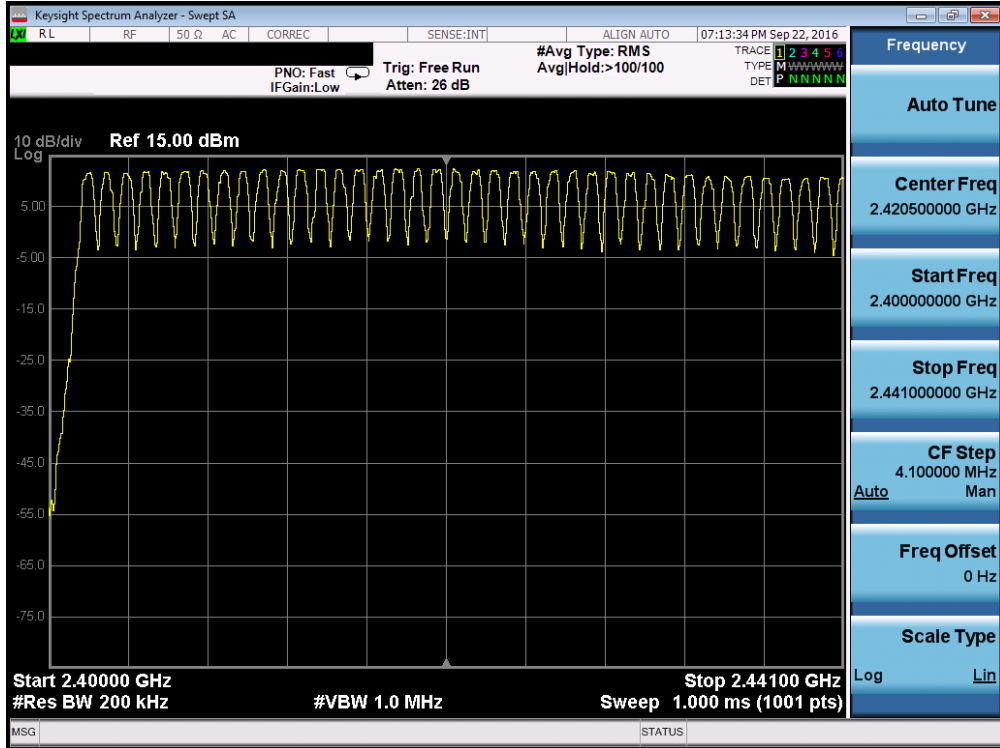 Keysight Spectrum Analyzer - Swept SA
LXI RL RF 50 Ω AC CORREC SENSE:INT ALIGN AUTO 07:13:34 PM Sep 22, 2016
PNO: Fast
IFGain:Low
Trig: Free Run
Atten: 26 dB
#Avg Type: RMS
Avg|Hold:>100/100
TRACE 1 2 3 4 5 6
TYPE M WWWWW
DET P N N N N N
10 dB/div Ref 15.00 dBm
Log
5.00
-5.00
-15.0
-25.0
-35.0
-45.0
-55.0
-65.0
-75.0
Start 2.40000 GHz Stop 2.44100 GHz
#Res BW 200 kHz #VBW 1.0 MHz Sweep 1.000 ms (1001 pts)
MSG STATUS
Frequency
Auto Tune
Center Freq
2.420500000 GHz
Start Freq
2.400000000 GHz
Stop Freq
2.441000000 GHz
CF Step
4.100000 MHz
Auto Man
Freq Offset
0 Hz
Scale Type
Log Lin